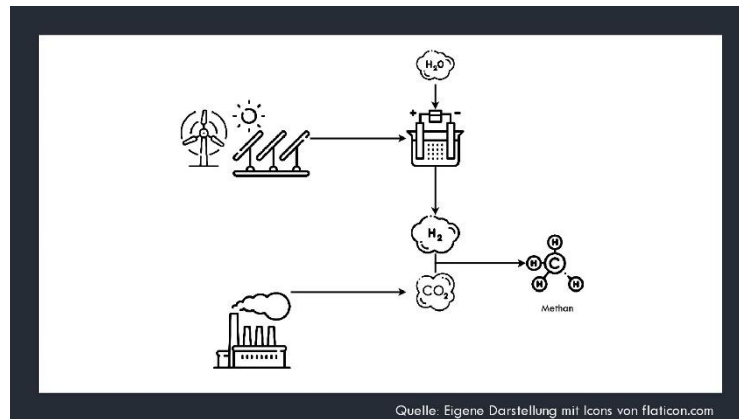 H₂O
+ −
H₂
CO₂
H
H C
H H
Methan
Quelle: Eigene Darstellung mit Icons von flaticon.com